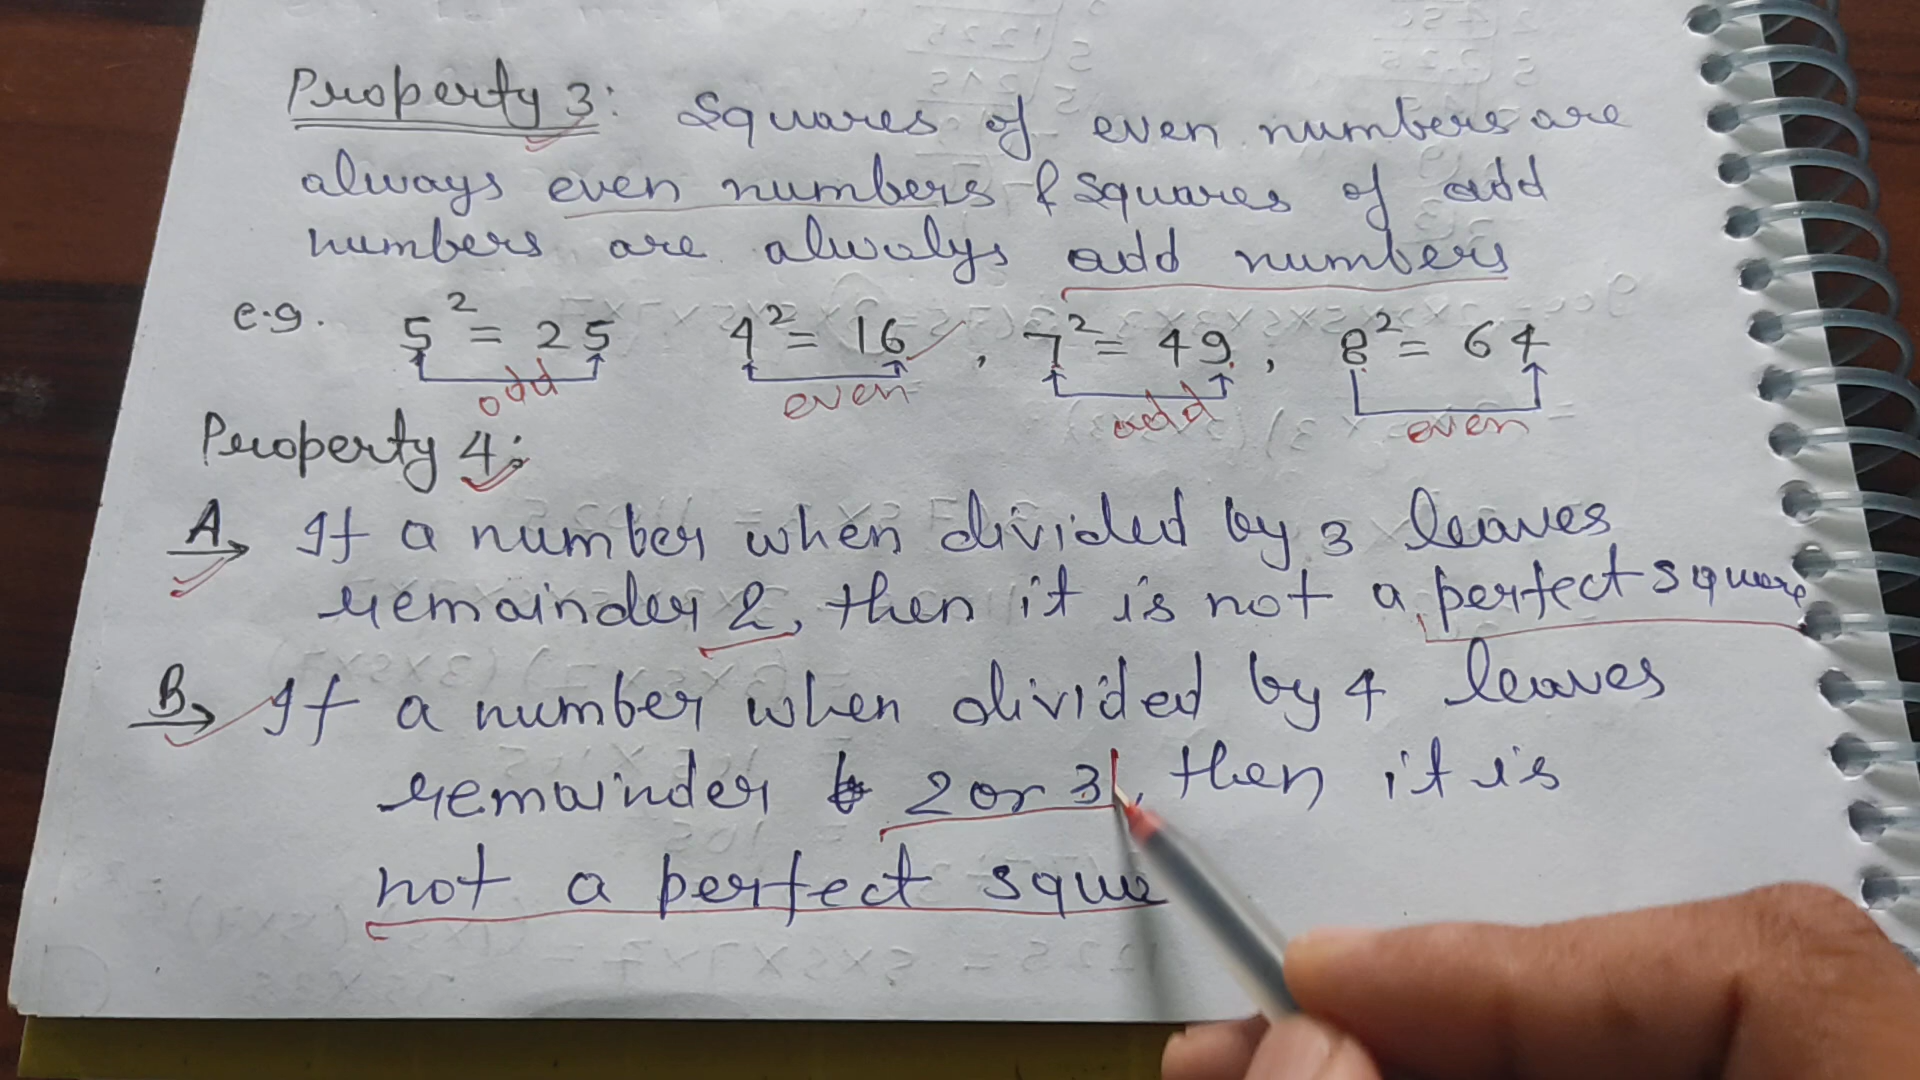 Property 3: Squares of even numbers are
always even numbers & squares of odd
numbers are alwalys odd numbers
e.g. 5² = 25 4² = 16 , 7² = 49 , 8² = 64
odd even odd even
Property 4:
A→ If a number when divided by 3 leaves
remainder 2, then it is not a perfect square
B→ If a number when divided by 4 leaves
remainder 2 or 3, then it is
not a perfect